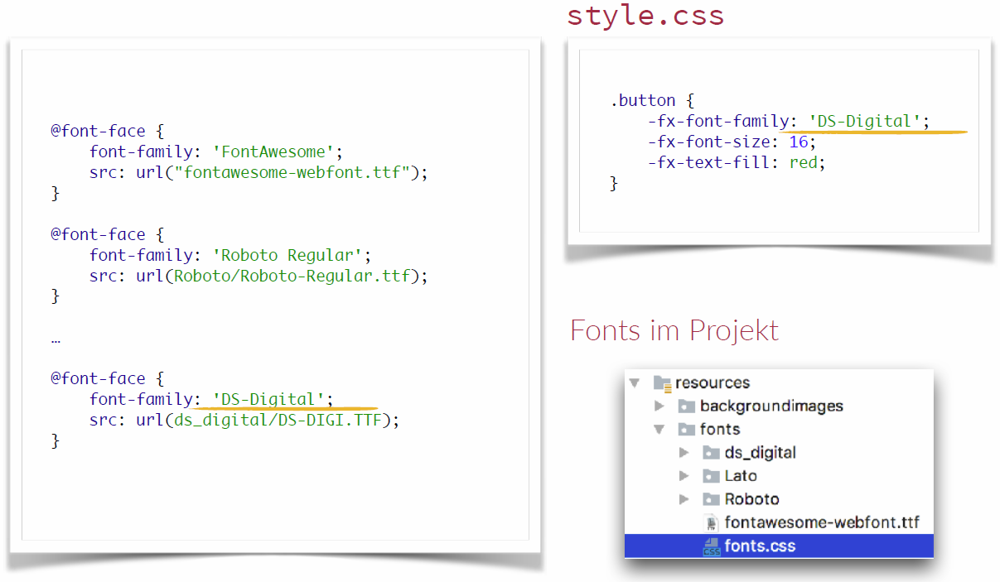 @font-face {
    font-family: 'FontAwesome';
    src: url("fontawesome-webfont.ttf");
}
@font-face {
    font-family: 'Roboto Regular';
    src: url(Roboto/Roboto-Regular.ttf);
}
…
@font-face {
    font-family: 'DS-Digital';
    src: url(ds_digital/DS-DIGI.TTF);
}
style.css
.button {
    -fx-font-family: 'DS-Digital';
    -fx-font-size: 16;
    -fx-text-fill: red;
}
Fonts im Projekt
resources
backgroundimages
fonts
ds_digital
Lato
Roboto
fontawesome-webfont.ttf
CSS fonts.css